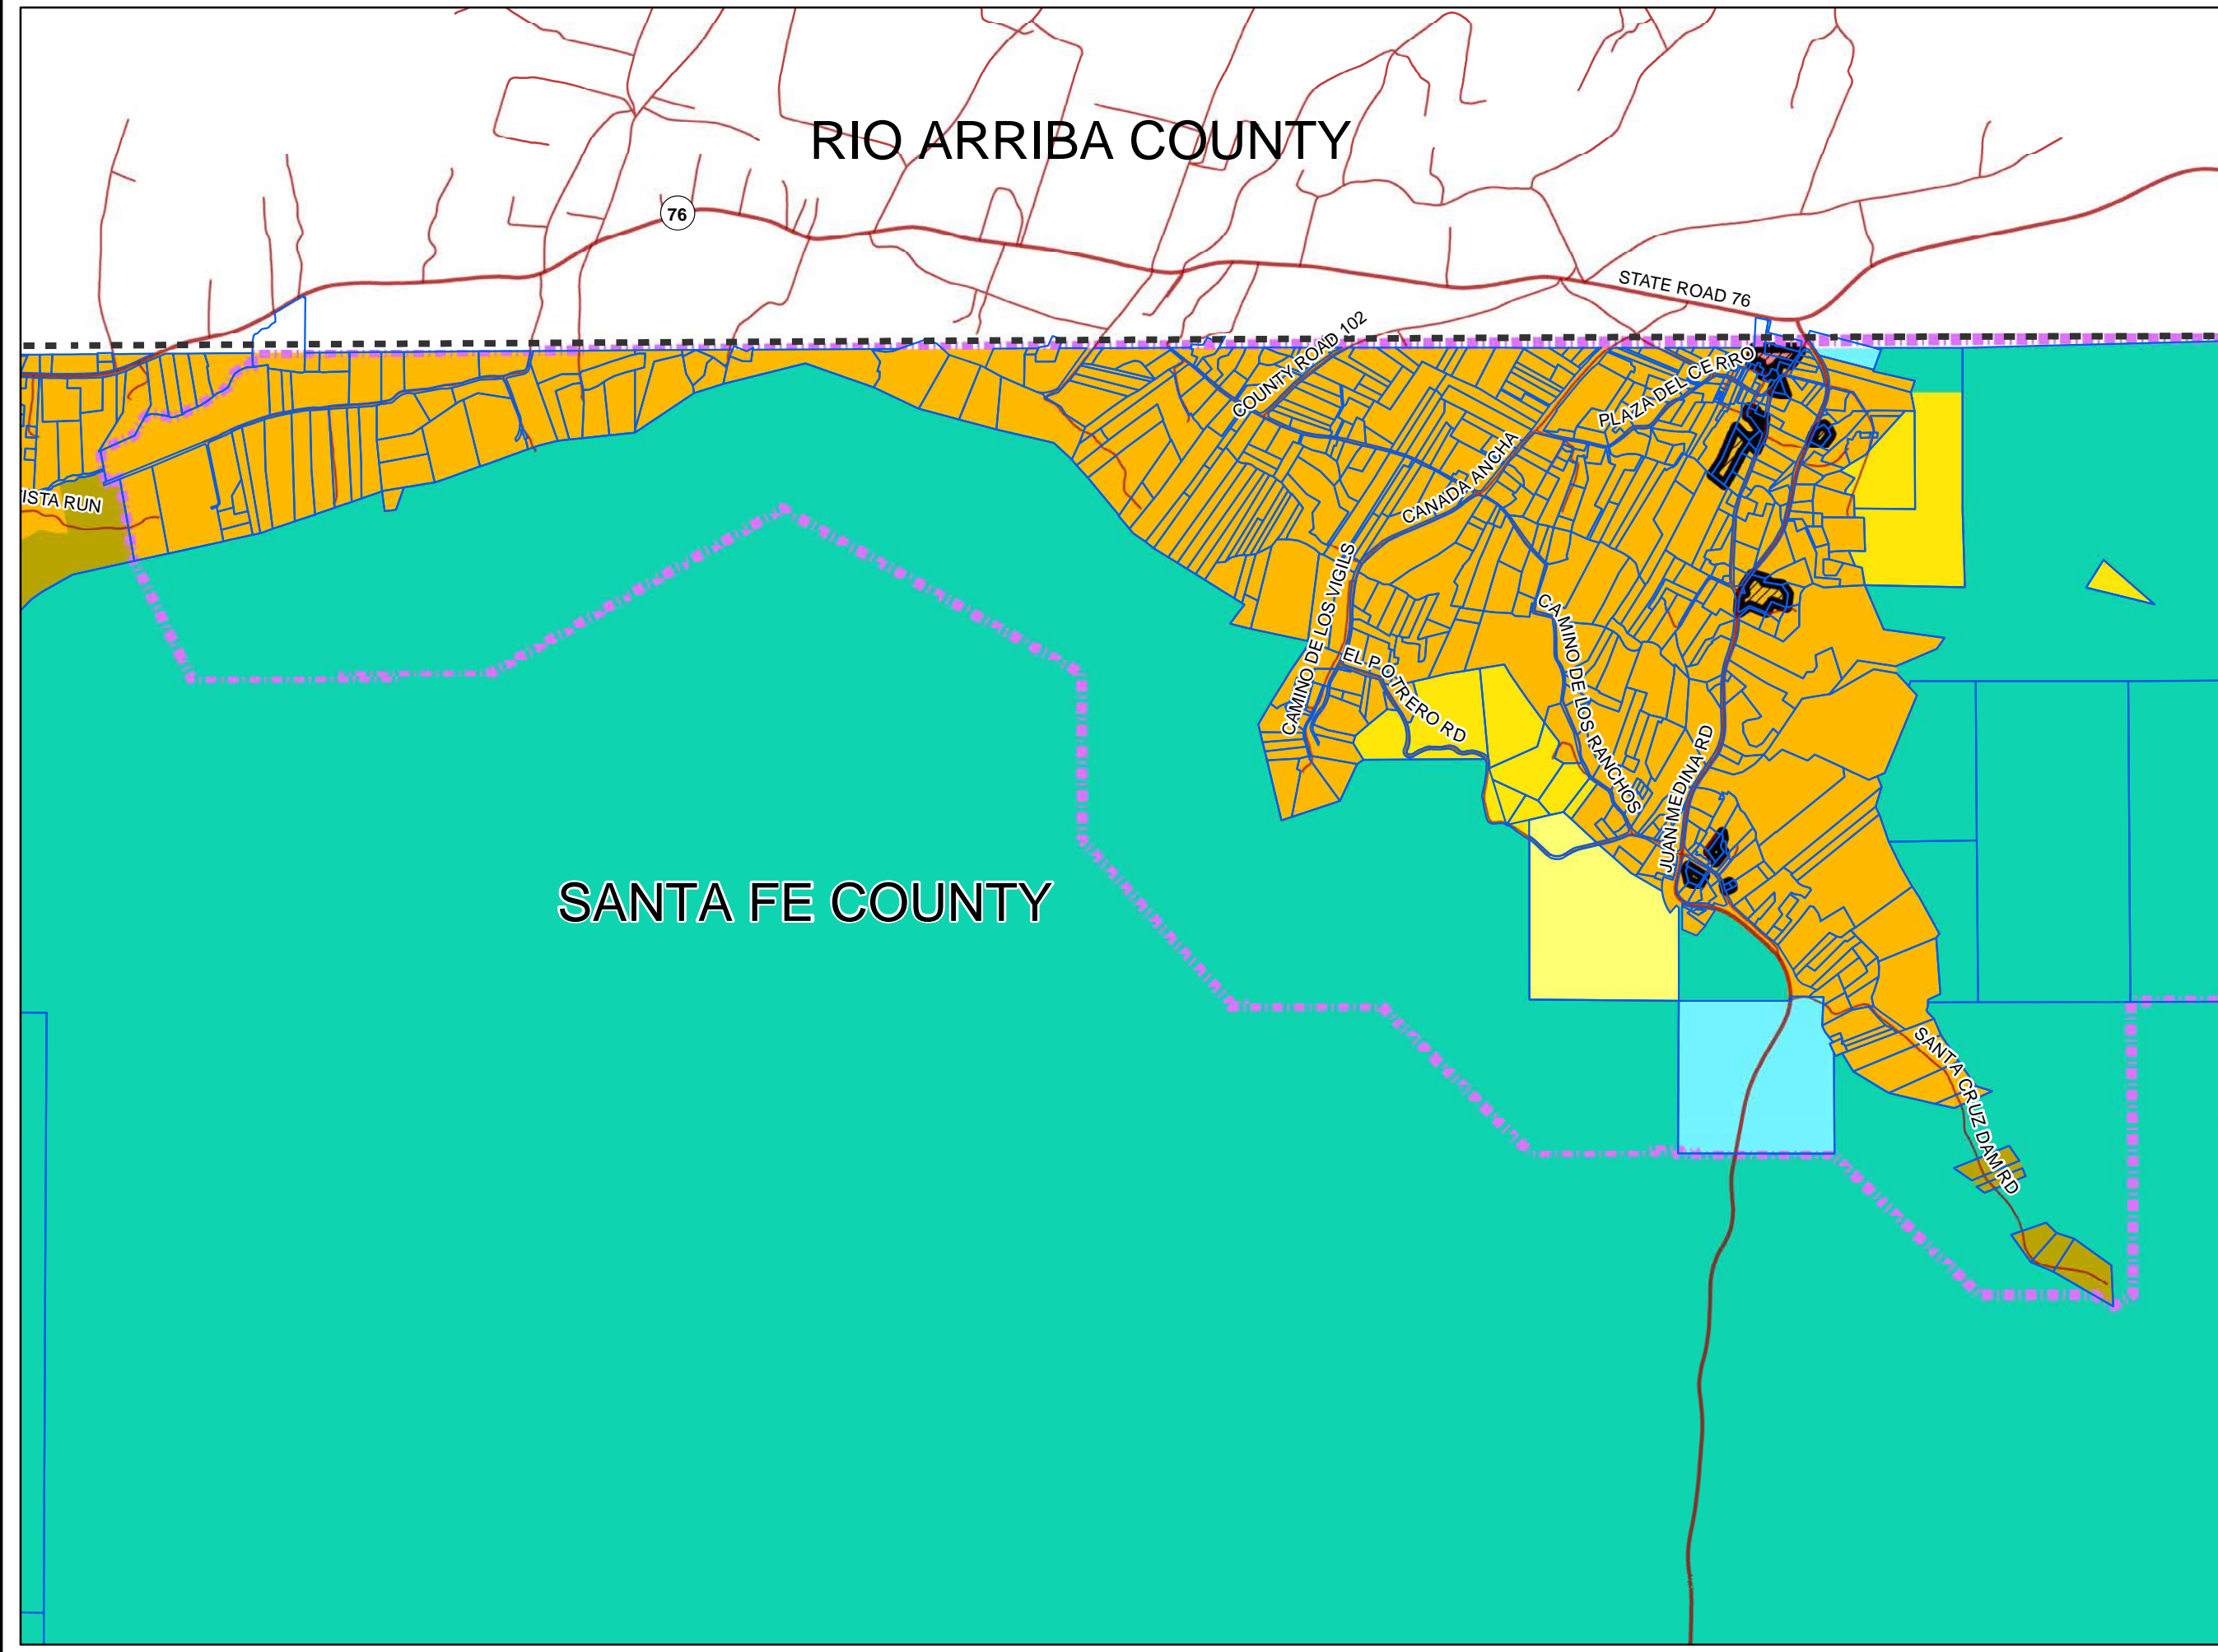 RIO ARRIBA COUNTY
76
STATE ROAD 76
COUNTY ROAD 102
PLAZA DEL CERRO
CANADA ANCHA
ISTA RUN
CAMINO DE LOS VIGILS
CAMINO DE LOS RANCHOS
EL POTRERO RD
JUAN MEDINA RD
SANTA FE COUNTY
SANTA CRUZ DAM RD